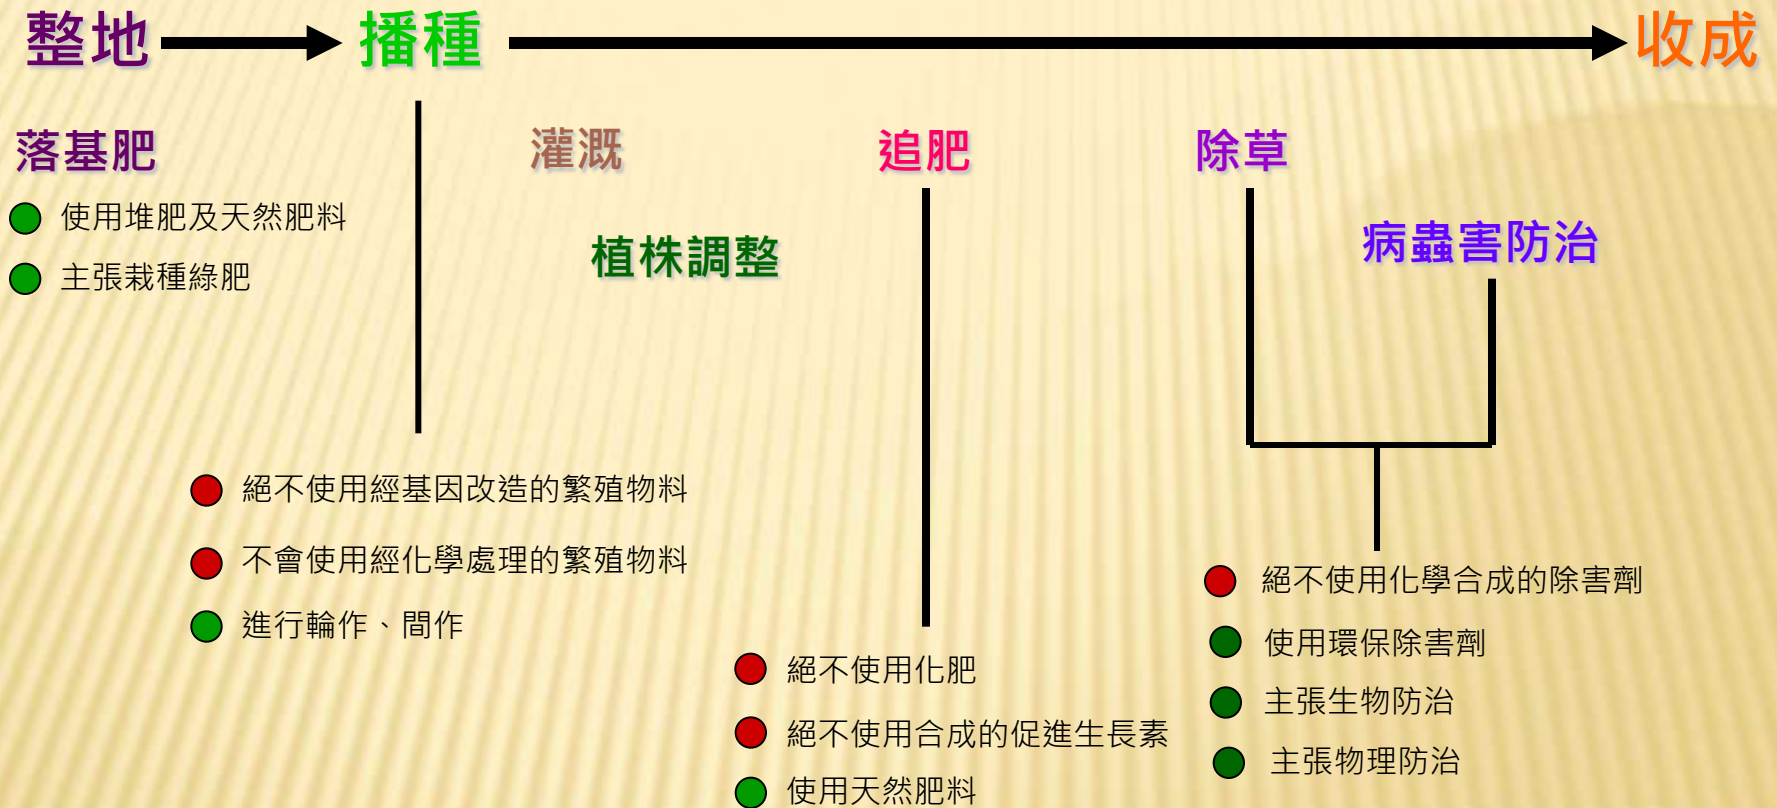 整地
播種
收成
落基肥
灌溉
追肥
除草
使用堆肥及天然肥料
主張栽種綠肥
植株調整
病蟲害防治
絕不使用經基因改造的繁殖物料
不會使用經化學處理的繁殖物料
進行輪作、間作
絕不使用化肥
絕不使用合成的促進生長素
使用天然肥料
絕不使用化學合成的除害劑
使用環保除害劑
主張生物防治
主張物理防治